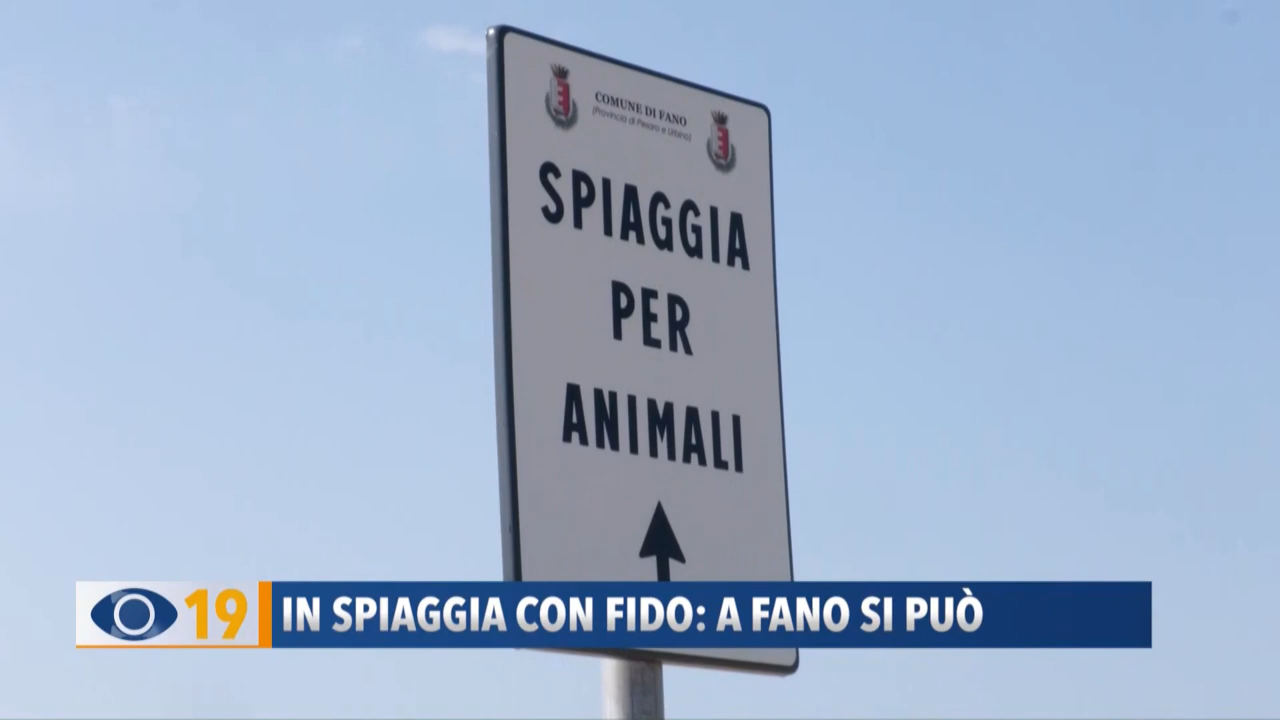 COMUNE DI FANO
(Provincia di Pesaro e Urbino)
SPIAGGIA
PER
ANIMALI
19
IN SPIAGGIA CON FIDO: A FANO SI PUÒ